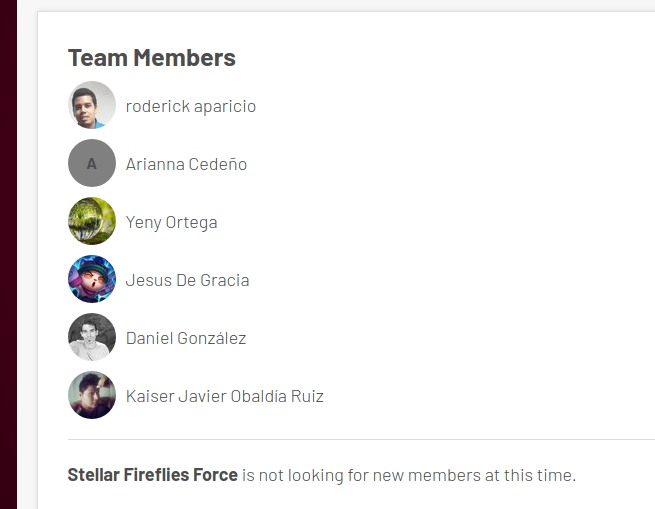 Team Members
roderick aparicio
A
Arianna Cedeño
Yeny Ortega
Jesus De Gracia
Daniel González
Kaiser Javier Obaldía Ruiz
Stellar Fireflies Force is not looking for new members at this time.